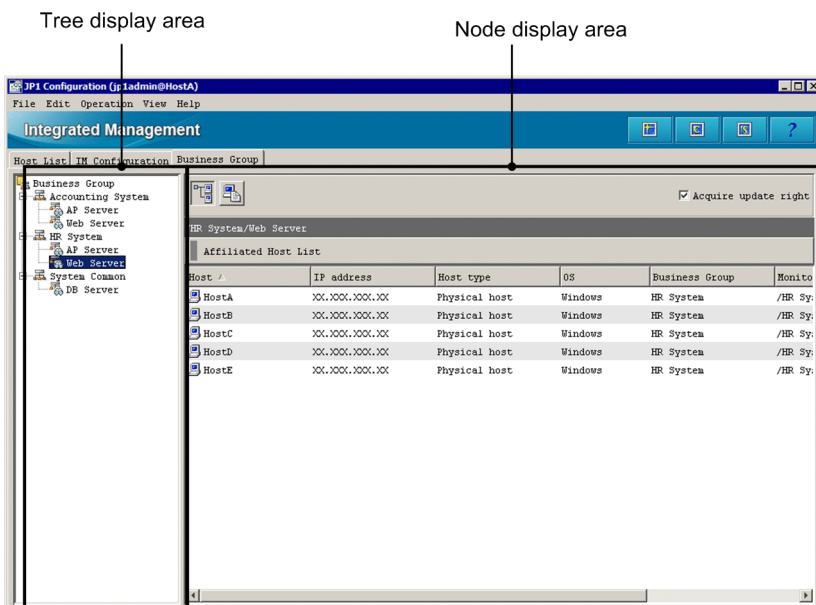 Tree display area
Node display area
JP1 Configuration (jp1admin@HostA)
File Edit Operation View Help
Integrated Management
Host List IM Configuration Business Group
Business Group
Accounting System
AP Server
Web Server
HR System
AP Server
Web Server
System Common
DB Server
Acquire update right
HR System/Web Server
Affiliated Host List
Host IP address Host type OS Business Group Monito
HostA XX.XXX.XXX.XX Physical host Windows HR System /HR Sy
HostB XX.XXX.XXX.XX Physical host Windows HR System /HR Sy
HostC XX.XXX.XXX.XX Physical host Windows HR System /HR Sy
HostD XX.XXX.XXX.XX Physical host Windows HR System /HR Sy
HostE XX.XXX.XXX.XX Physical host Windows HR System /HR Sy